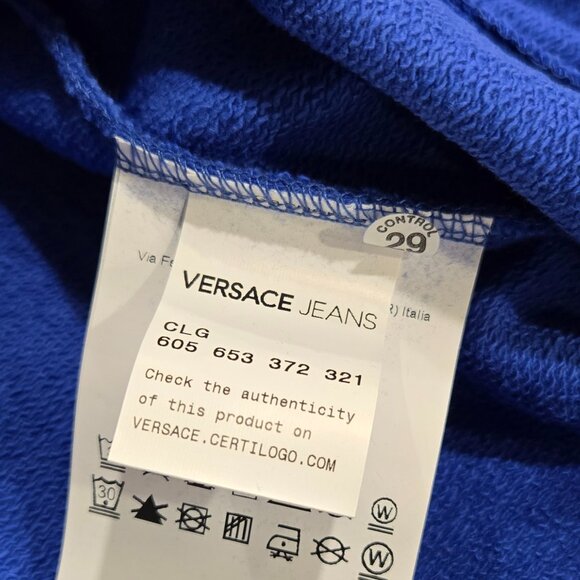 CONTROL
29
Via
R) Italia
VERSACE JEANS
CLG
605 653 372 321
Check the authenticity
of this product on
VERSACE.CERTILOGO.COM
30
W
W